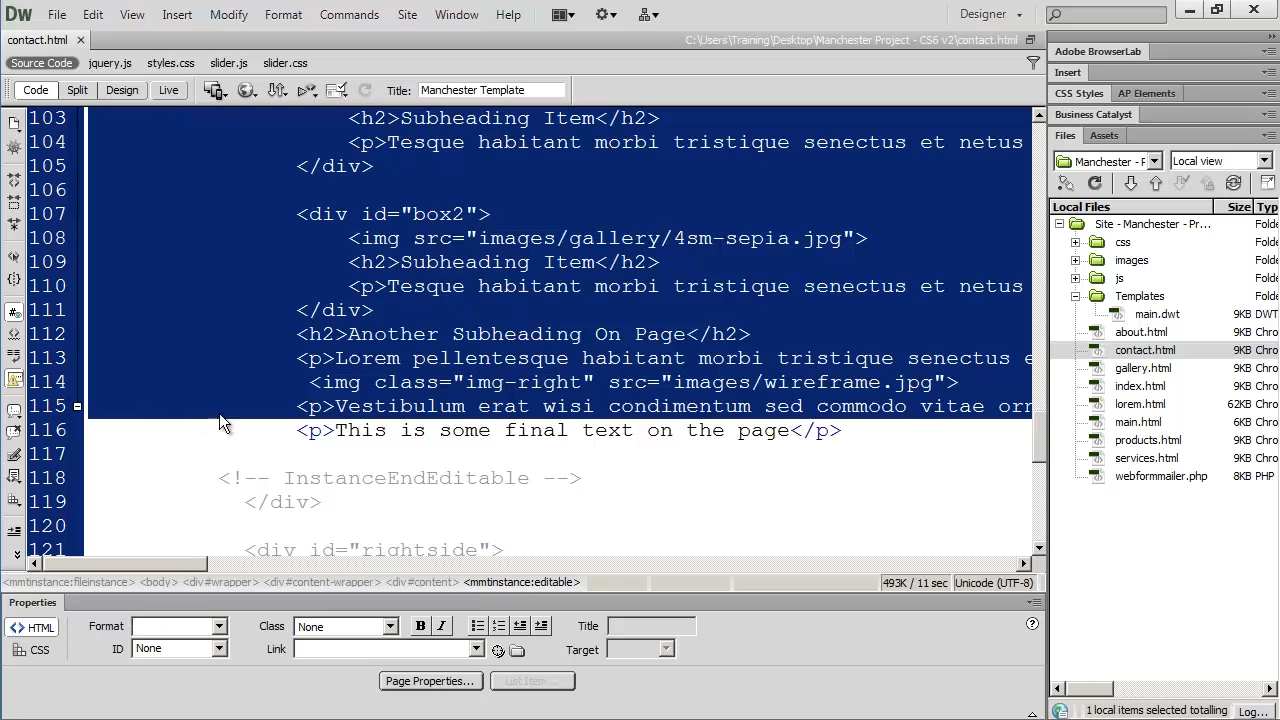 Dw File Edit View Insert Modify Format Commands Site Window Help Designer
contact.html C:\Users\Training\Desktop\Manchester Project - CS6 v2\contact.html
Source Code jquery.js styles.css slider.js slider.css
Code Split Design Live Title: Manchester Template
103 <h2>Subheading Item</h2>
104 <p>Tesque habitant morbi tristique senectus et netus
105 </div>
106
107 <div id="box2">
108 <img src="images/gallery/4sm-sepia.jpg">
109 <h2>Subheading Item</h2>
110 <p>Tesque habitant morbi tristique senectus et netus
111 </div>
112 <h2>Another Subheading On Page</h2>
113 <p>Lorem pellentesque habitant morbi tristique senectus e
114 <img class="img-right" src="images/wireframe.jpg">
115 <p>Vestibulum erat wisi condimentum sed commodo vitae orn
116 <p>This is some final text on the page</p>
117
118 <!-- InstanceEndEditable -->
119 </div>
120
121 <div id="rightside">
<mmtinstance:fileinstance> <body> <div#wrapper> <div#content-wrapper> <div#content> <mmtinstance:editable> 493K / 11 sec Unicode (UTF-8)
Properties
HTML Format Class None B I Title
CSS ID None Link Target
Page Properties... List Item...
Adobe BrowserLab
Insert
CSS Styles AP Elements
Business Catalyst
Files Assets
Manchester - F Local view
Local Files Size Typ
Site - Manchester - Pr... Folde
css Folde
images Folde
js Folde
Templates Folde
main.dwt 9KB DWT
about.html 9KB Chro
contact.html 9KB Chro
gallery.html 9KB Chro
index.html 9KB Chro
lorem.html 62KB Chro
main.html 9KB Chro
products.html 9KB Chro
services.html 9KB Chro
webformmailer.php 8KB PHP
1 local items selected totalling Log...